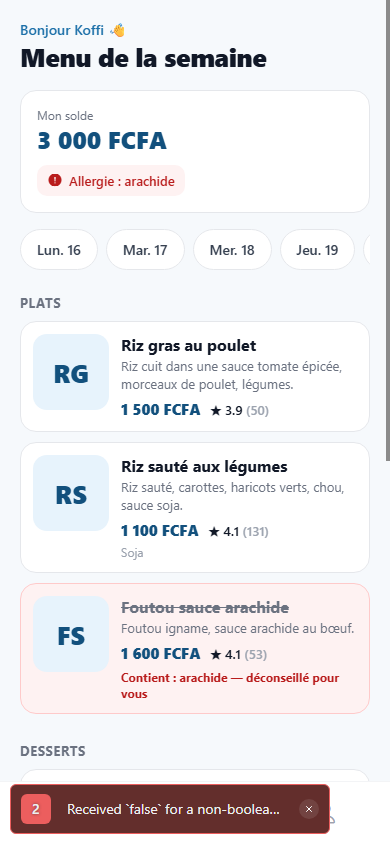 Bonjour Koffi 👋
Menu de la semaine
Mon solde
3 000 FCFA
Allergie : arachide
Lun. 16
Mar. 17
Mer. 18
Jeu. 19
PLATS
RG
Riz gras au poulet
Riz cuit dans une sauce tomate épicée,
morceaux de poulet, légumes.
1 500 FCFA ★ 3.9 (50)
RS
Riz sauté aux légumes
Riz sauté, carottes, haricots verts, chou,
sauce soja.
1 100 FCFA ★ 4.1 (131)
Soja
FS
Foutou sauce arachide
Foutou igname, sauce arachide au bœuf.
1 600 FCFA ★ 4.1 (53)
Contient : arachide — déconseillé pour
vous
DESSERTS
2
Received `false` for a non-boolea...